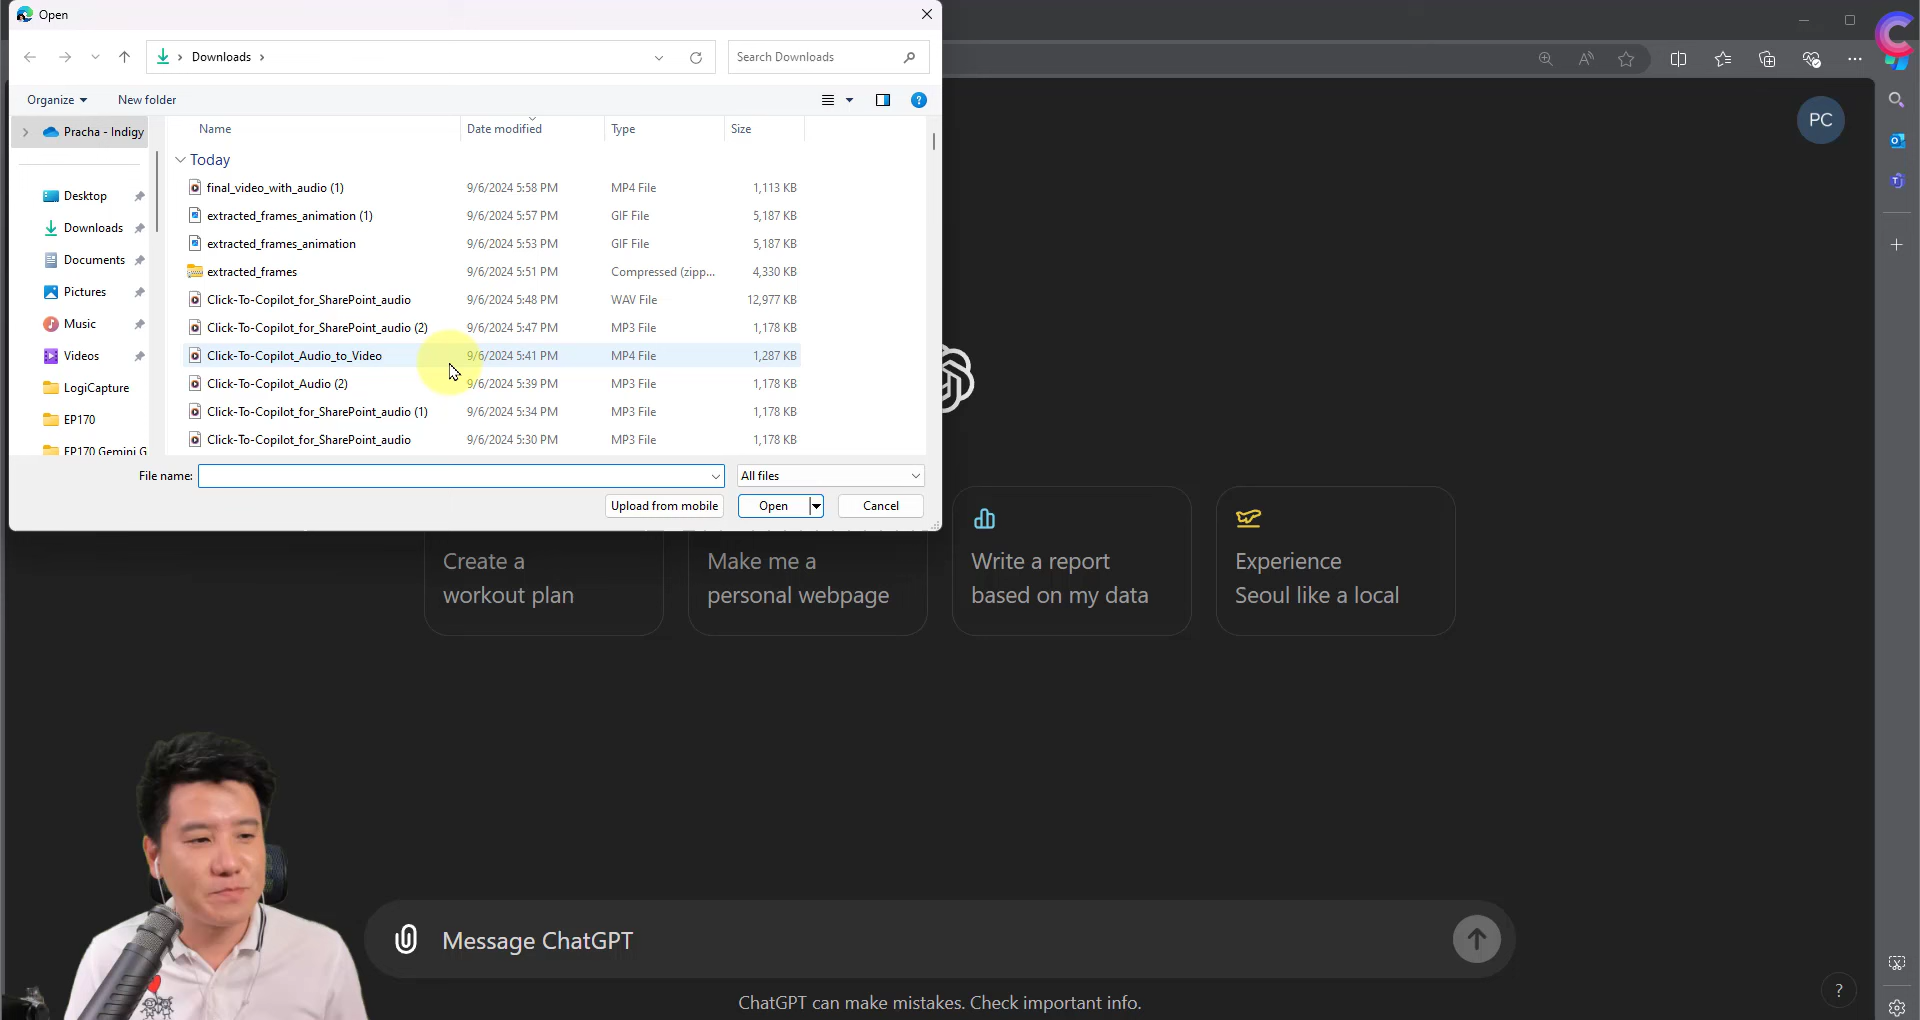 Open
Downloads
Search Downloads
Organize
New folder
Pracha - Indigy
Desktop
Downloads
Documents
Pictures
Music
Videos
LogiCapture
EP170
EP170 Gemini G
Name Date modified Type Size
Today
final_video_with_audio (1) 9/6/2024 5:58 PM MP4 File 1,113 KB
extracted_frames_animation (1) 9/6/2024 5:57 PM GIF File 5,187 KB
extracted_frames_animation 9/6/2024 5:53 PM GIF File 5,187 KB
extracted_frames 9/6/2024 5:51 PM Compressed (zipp... 4,330 KB
Click-To-Copilot_for_SharePoint_audio 9/6/2024 5:48 PM WAV File 12,977 KB
Click-To-Copilot_for_SharePoint_audio (2) 9/6/2024 5:47 PM MP3 File 1,178 KB
Click-To-Copilot_Audio_to_Video 9/6/2024 5:41 PM MP4 File 1,287 KB
Click-To-Copilot_Audio (2) 9/6/2024 5:39 PM MP3 File 1,178 KB
Click-To-Copilot_for_SharePoint_audio (1) 9/6/2024 5:34 PM MP3 File 1,178 KB
Click-To-Copilot_for_SharePoint_audio 9/6/2024 5:30 PM MP3 File 1,178 KB
File name:
All files
Upload from mobile
Open
Cancel
PC
Create a
workout plan
Make me a
personal webpage
Write a report
based on my data
Experience
Seoul like a local
Message ChatGPT
ChatGPT can make mistakes. Check important info.
?